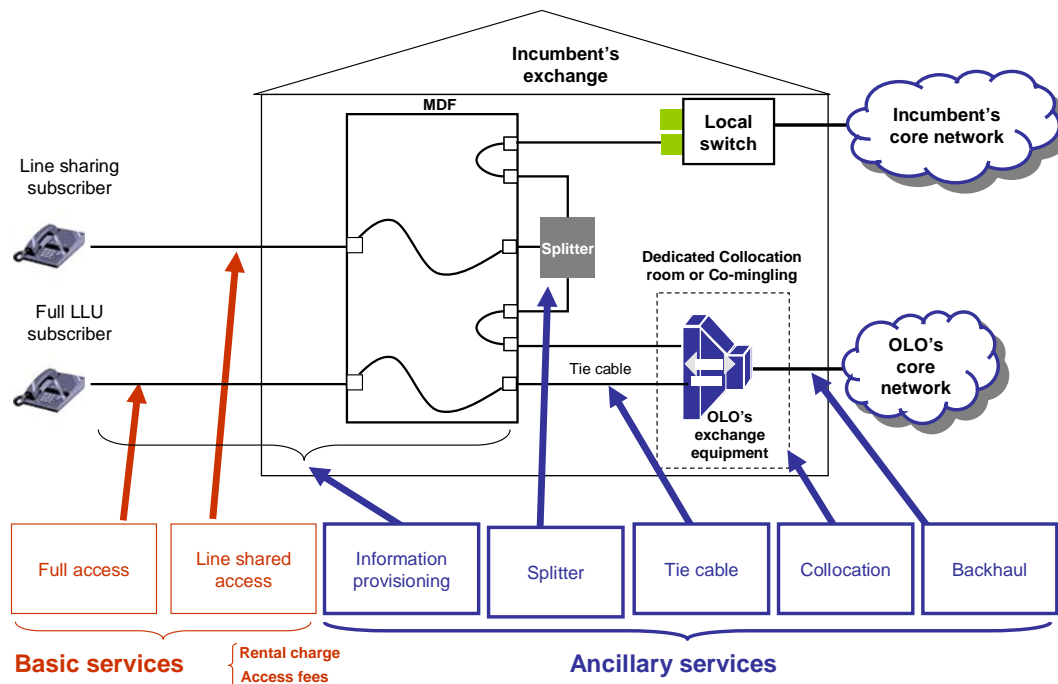 Incumbent's
exchange
MDF
Local
switch
Incumbent's
core network
Line sharing
subscriber
Splitter
Dedicated Collocation
room or Co-mingling
Full LLU
subscriber
Tie cable
OLO's
core
network
OLO's
exchange
equipment
Full access
Line shared
access
Information
provisioning
Splitter
Tie cable
Collocation
Backhaul
Basic services
Rental charge
Access fees
Ancillary services